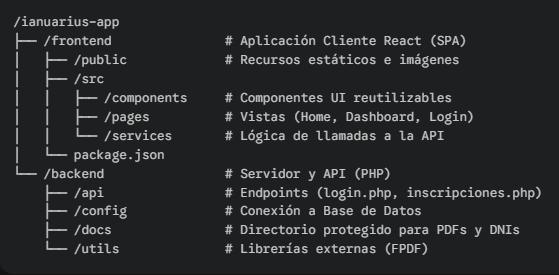 /ianuarius-app
├── /frontend # Aplicación Cliente React (SPA)
│   ├── /public # Recursos estáticos e imágenes
│   ├── /src
│   │   ├── /components # Componentes UI reutilizables
│   │   ├── /pages # Vistas (Home, Dashboard, Login)
│   │   └── /services # Lógica de llamadas a la API
│   └── package.json
└── /backend # Servidor y API (PHP)
    ├── /api # Endpoints (login.php, inscripciones.php)
    ├── /config # Conexión a Base de Datos
    ├── /docs # Directorio protegido para PDFs y DNIs
    └── /utils # Librerías externas (FPDF)